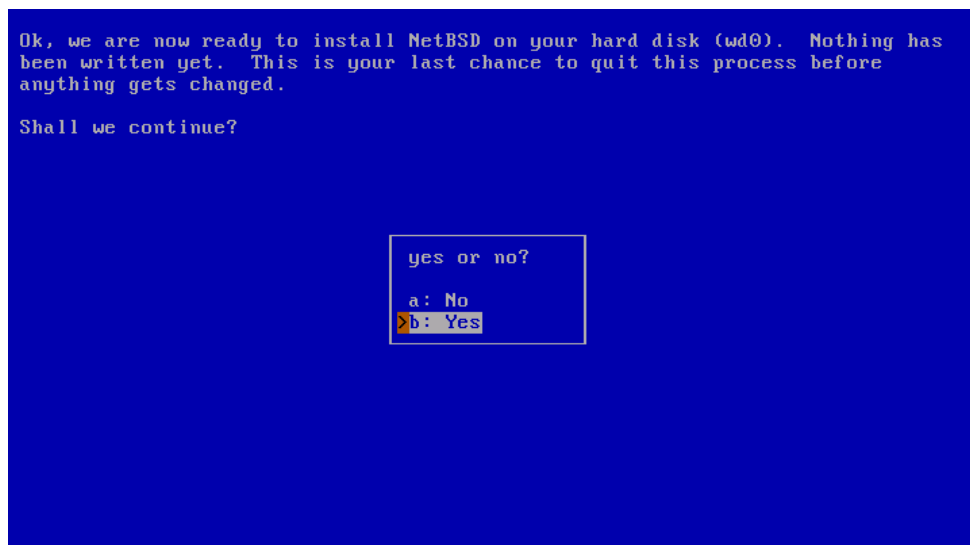 Ok, we are now ready to install NetBSD on your hard disk (wd0).  Nothing has
been written yet.  This is your last chance to quit this process before
anything gets changed.
Shall we continue?
yes or no?
a: No
>b: Yes